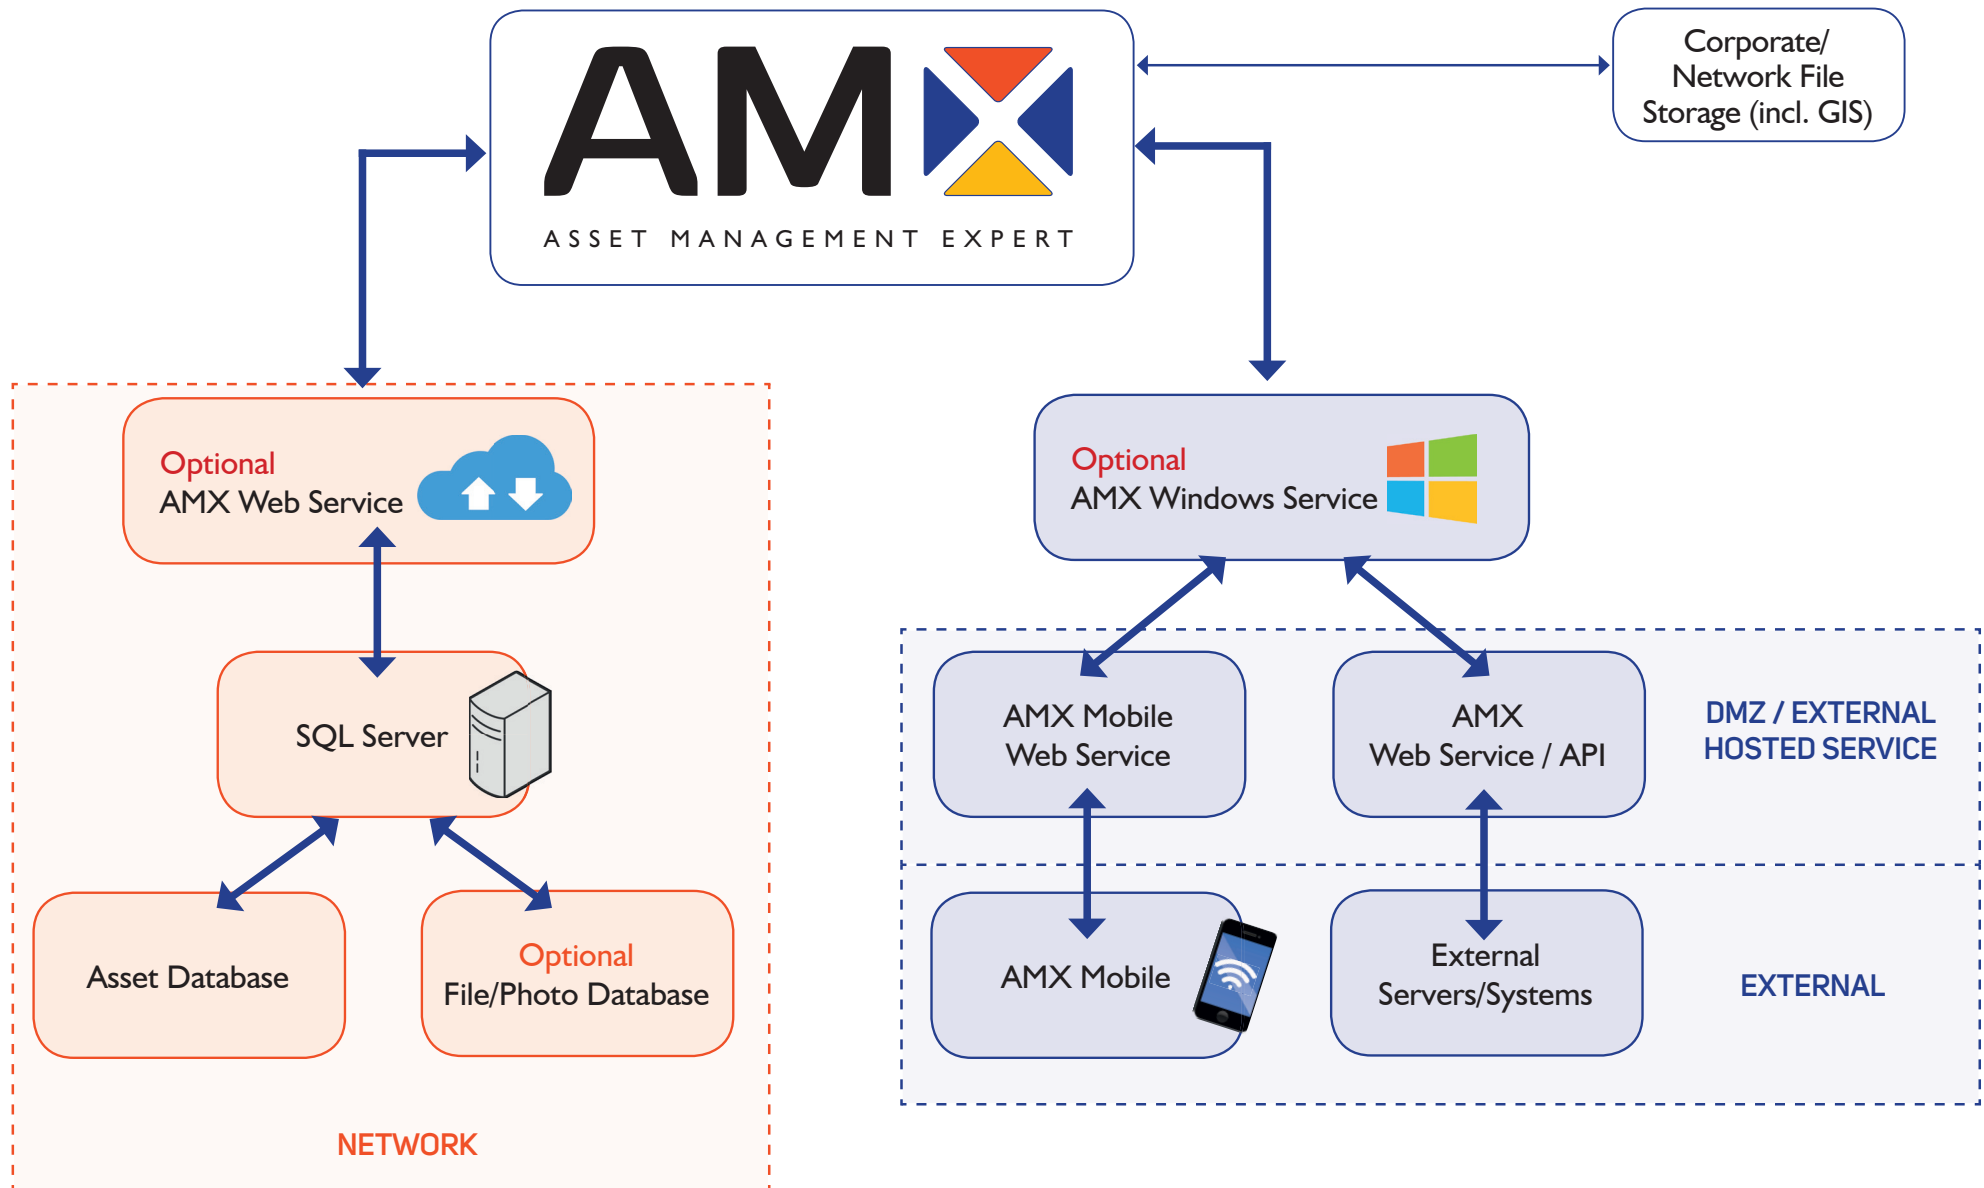 AMX
ASSET MANAGEMENT EXPERT
Corporate/
Network File
Storage (incl. GIS)
Optional
AMX Web Service
SQL Server
Asset Database
Optional
File/Photo Database
NETWORK
Optional
AMX Windows Service
AMX Mobile
Web Service
AMX
Web Service / API
DMZ / EXTERNAL
HOSTED SERVICE
AMX Mobile
External
Servers/Systems
EXTERNAL